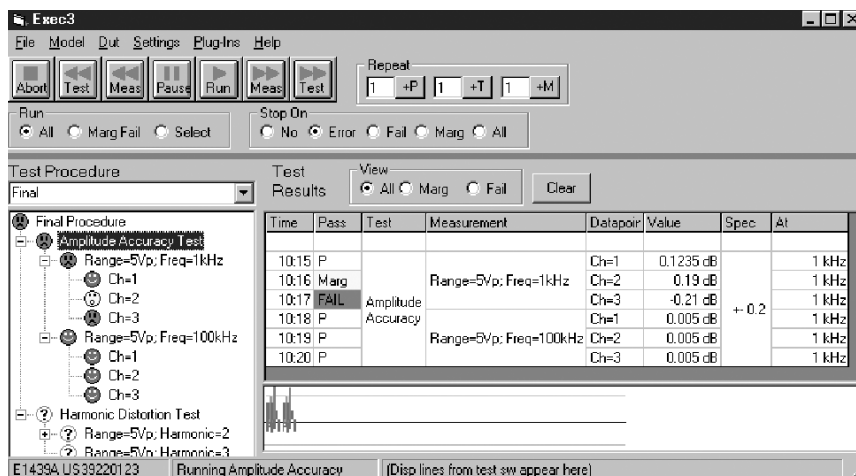 Exec3
File Model Dut Settings Plug-Ins Help
Abort Test Meas Pause Run Meas Test
Repeat
1 +P 1 +T 1 +M
Run
All Marg Fail Select
Stop On
No Error Fail Marg All
Test Procedure
Final
Test Results
View
All Marg Fail
Clear
Final Procedure
Amplitude Accuracy Test
Range=5Vp; Freq=1kHz
Ch=1
Ch=2
Ch=3
Range=5Vp; Freq=100kHz
Ch=1
Ch=2
Ch=3
Harmonic Distortion Test
Range=5Vp; Harmonic=2
Range=5Vp; Harmonic=3
Time Pass Test Measurement Datapoir Value Spec At
10:15 P Amplitude Accuracy Range=5Vp; Freq=1kHz Ch=1 0.1235 dB +- 0.2 1 kHz
10:16 Marg Ch=2 0.19 dB 1 kHz
10:17 FAIL Ch=3 -0.21 dB 1 kHz
10:18 P Range=5Vp; Freq=100kHz Ch=1 0.005 dB 1 kHz
10:19 P Ch=2 0.005 dB 1 kHz
10:20 P Ch=3 0.005 dB 1 kHz
E1439A US39220123 Running Amplitude Accuracy (Disp lines from test sw appear here)